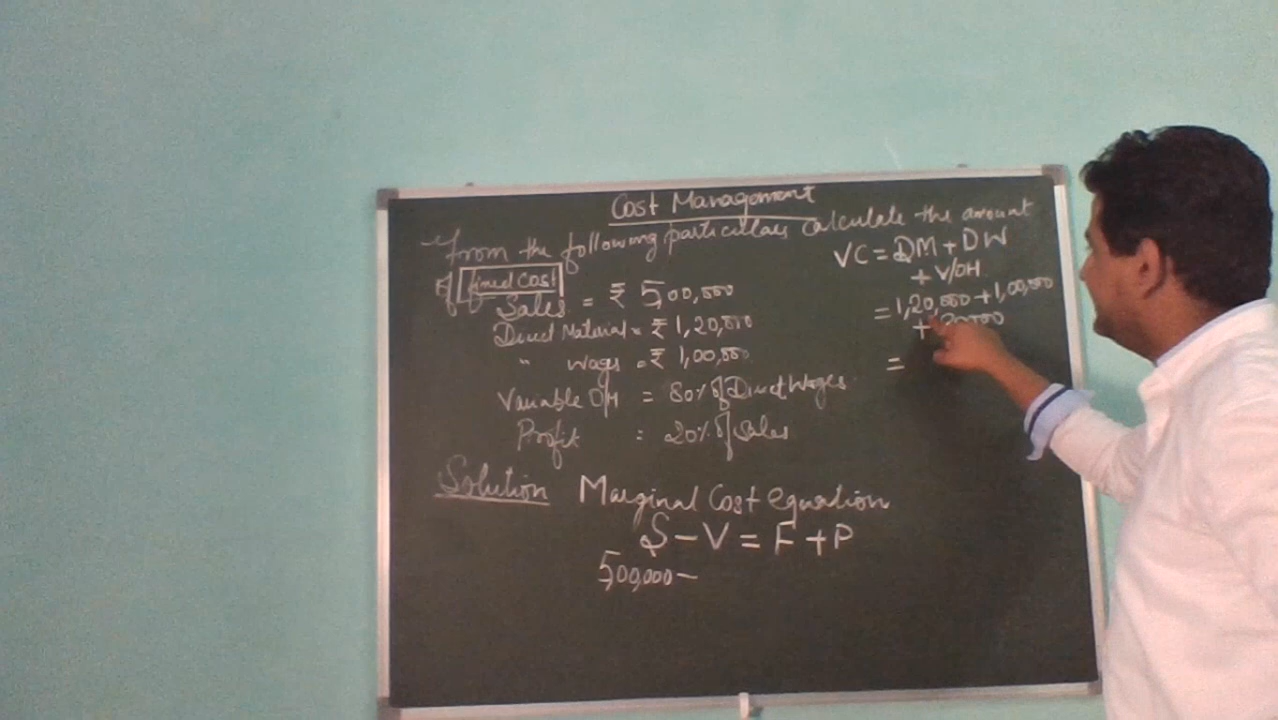 Cost Management
from the following particulars calculate the amount
of fixed cost
Sales = ₹ 500,000
Direct Material = ₹ 1,20,000
" wages = ₹ 1,00,000
Variable OH = 80% of Direct Wages
Profit = 20% of Sales
VC = DM + DW
+ V/OH
= 1,20,000 + 1,00,000
+ 80000
=
Solution Marginal Cost equation
S - V = F + P
500,000 -